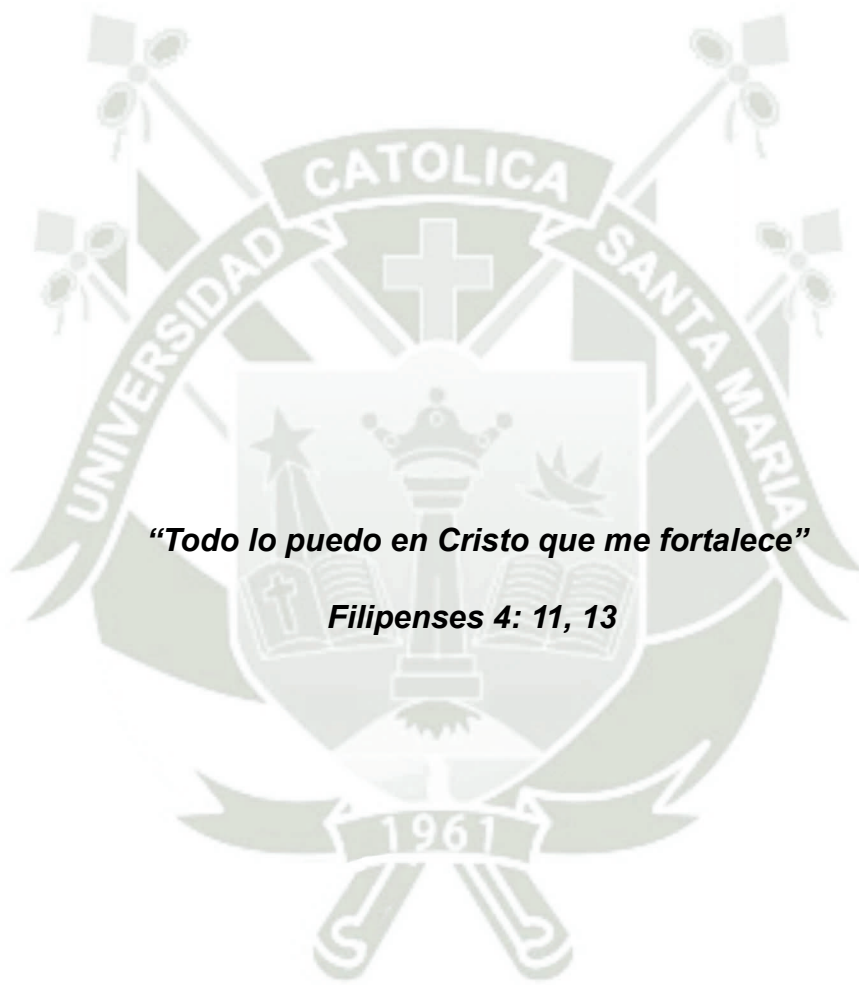 UNIVERSIDAD CATOLICA SANTA MARIA
“Todo lo puedo en Cristo que me fortalece”
Filipenses 4: 11, 13
1961